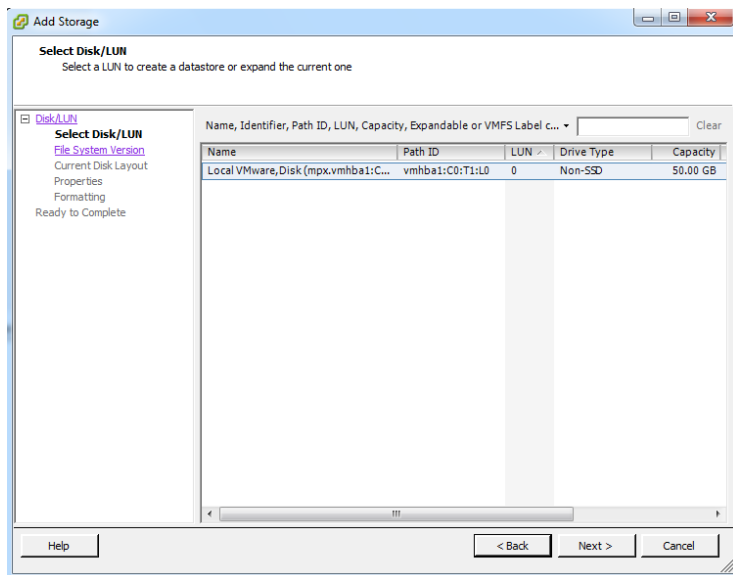 Add Storage
Select Disk/LUN
Select a LUN to create a datastore or expand the current one
Disk/LUN
Select Disk/LUN
File System Version
Current Disk Layout
Properties
Formatting
Ready to Complete
Name, Identifier, Path ID, LUN, Capacity, Expandable or VMFS Label c... Clear
Name Path ID LUN Drive Type Capacity
Local VMware,Disk (mpx.vmhba1:C... vmhba1:C0:T1:L0 0 Non-SSD 50.00 GB
Help < Back Next > Cancel